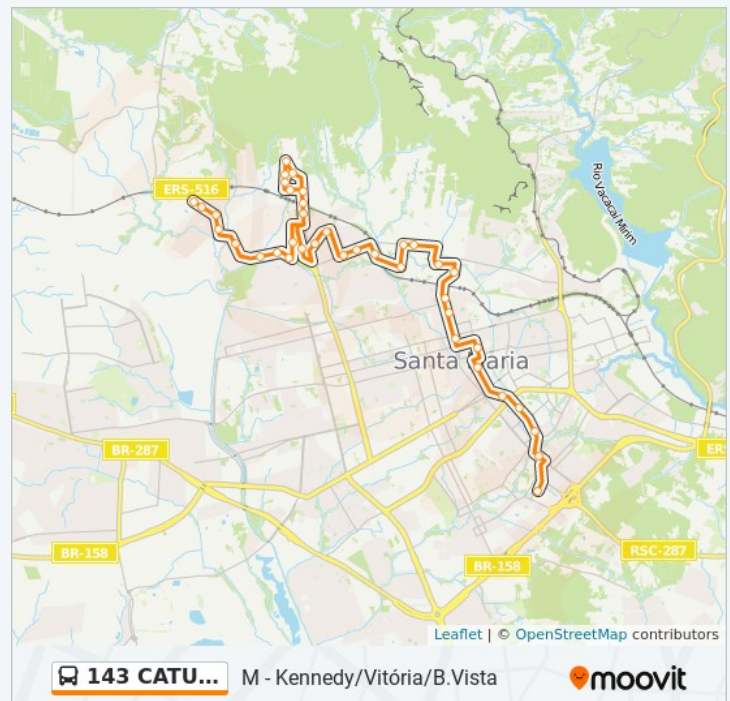 ERS-516
Rio Vacacaí Mirim
Santa Maria
BR-287
ERS
BR-158
BR-158
RSC-287
Leaflet | © OpenStreetMap contributors
143 CATU...
M - Kennedy/Vitória/B.Vista
moovit